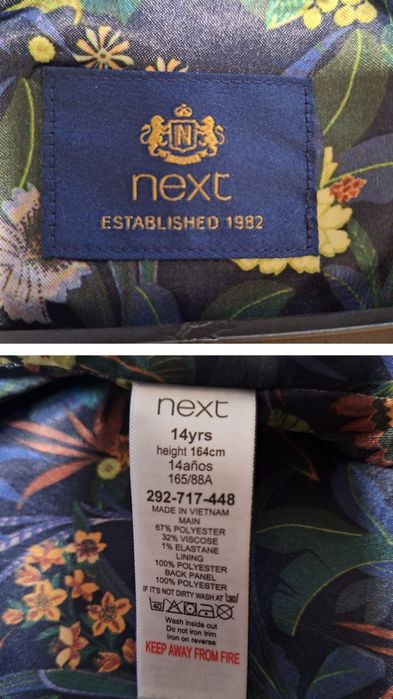 N
next
ESTABLISHED 1982
next
14yrs
height 164cm
14años
165/88A
292-717-448
MADE IN VIETNAM
MAIN
67% POLYESTER
32% VISCOSE
1% ELASTANE
LINING
100% POLYESTER
BACK PANEL
100% POLYESTER
IF IT'S NOT DIRTY WASH AT 30
40
Wash inside out
Do not iron trim
Iron on reverse
KEEP AWAY FROM FIRE